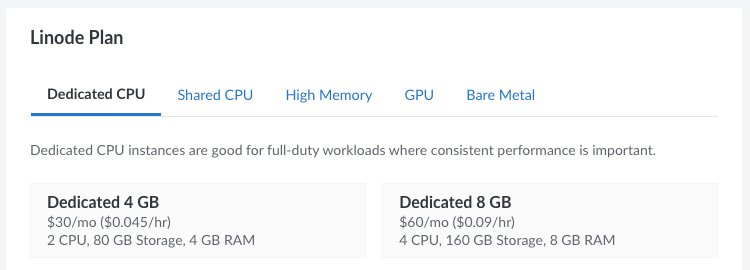 Linode Plan
Dedicated CPU Shared CPU High Memory GPU Bare Metal
Dedicated CPU instances are good for full-duty workloads where consistent performance is important.
Dedicated 4 GB
$30/mo ($0.045/hr)
2 CPU, 80 GB Storage, 4 GB RAM
Dedicated 8 GB
$60/mo ($0.09/hr)
4 CPU, 160 GB Storage, 8 GB RAM